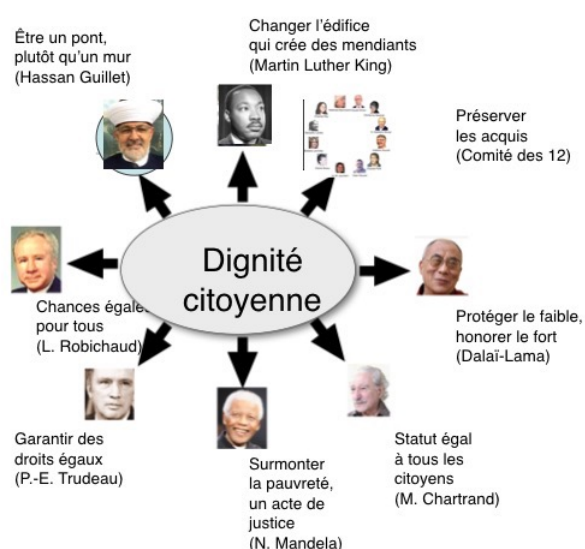 Être un pont,
plutôt qu'un mur
(Hassan Guillet)
Changer l'édifice
qui crée des mendiants
(Martin Luther King)
Préserver
les acquis
(Comité des 12)
Dignité
citoyenne
Chances égale
pour tous
(L. Robichaud)
Protéger le faible,
honorer le fort
(Dalaï-Lama)
Garantir des
droits égaux
(P.-E. Trudeau)
Surmonter
la pauvreté,
un acte de
justice
(N. Mandela)
Statut égal
à tous les
citoyens
(M. Chartrand)